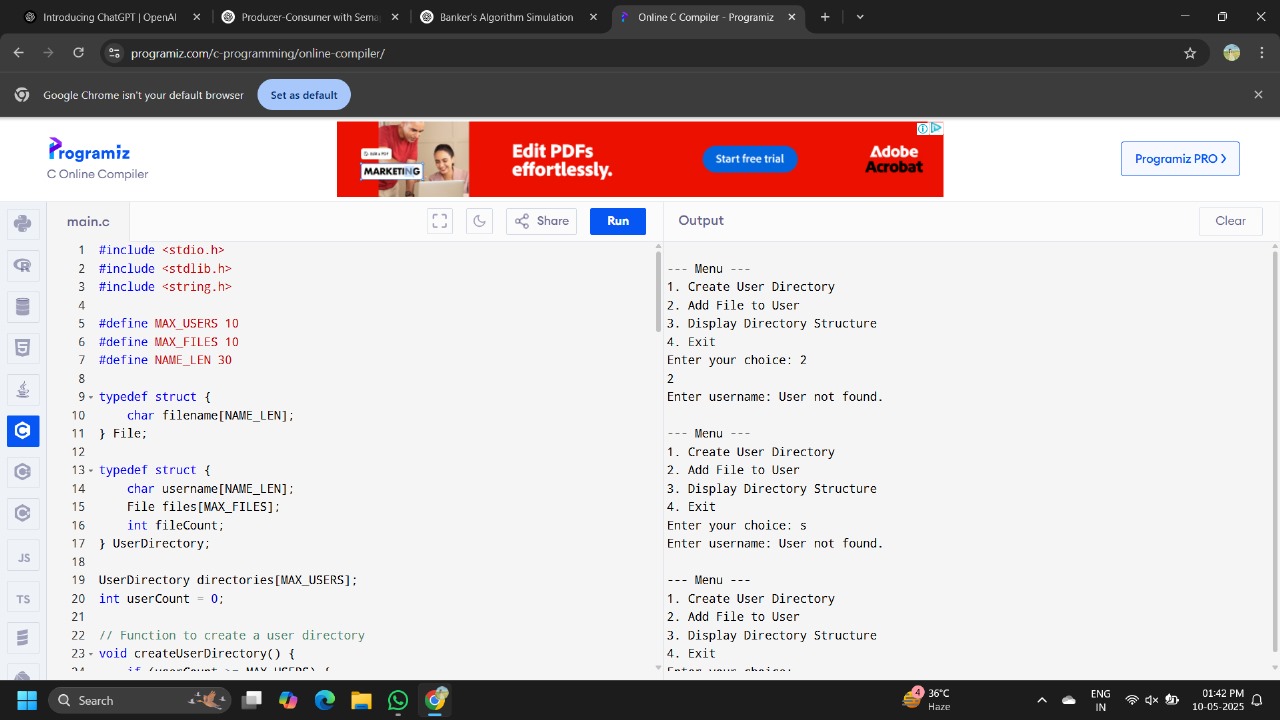 Introducing ChatGPT | OpenAI
Producer-Consumer with Sema
Banker's Algorithm Simulation
Online C Compiler - Programiz
programiz.com/c-programming/online-compiler/
Google Chrome isn't your default browser
Set as default
Programiz
C Online Compiler
MARKETING
Edit PDFs
effortlessly.
Start free trial
Adobe
Acrobat
Programiz PRO >
main.c
Share
Run
Output
Clear
1 #include <stdio.h>
2 #include <stdlib.h>
3 #include <string.h>
4
5 #define MAX_USERS 10
6 #define MAX_FILES 10
7 #define NAME_LEN 30
8
9 typedef struct {
10 char filename[NAME_LEN];
11 } File;
12
13 typedef struct {
14 char username[NAME_LEN];
15 File files[MAX_FILES];
16 int fileCount;
17 } UserDirectory;
18
19 UserDirectory directories[MAX_USERS];
20 int userCount = 0;
21
22 // Function to create a user directory
23 void createUserDirectory() {
24 if (userCount >= MAX_USERS) {
--- Menu ---
1. Create User Directory
2. Add File to User
3. Display Directory Structure
4. Exit
Enter your choice: 2
2
Enter username: User not found.
--- Menu ---
1. Create User Directory
2. Add File to User
3. Display Directory Structure
4. Exit
Enter your choice: s
Enter username: User not found.
--- Menu ---
1. Create User Directory
2. Add File to User
3. Display Directory Structure
4. Exit
Enter your choice:
JS
TS
Search
4
36°C
Haze
ENG
IN
01:42 PM
10-05-2025